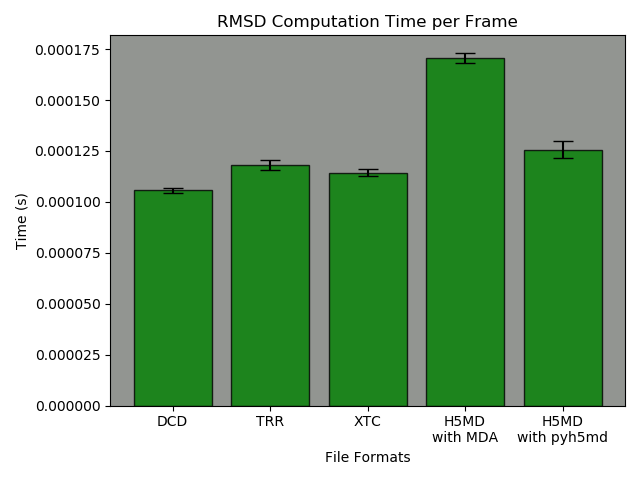 RMSD Computation Time per Frame
0.000175
0.000150
0.000125
0.000100
0.000075
0.000050
0.000025
0.000000
Time (s)
DCD
TRR
XTC
H5MD
with MDA
H5MD
with pyh5md
File Formats